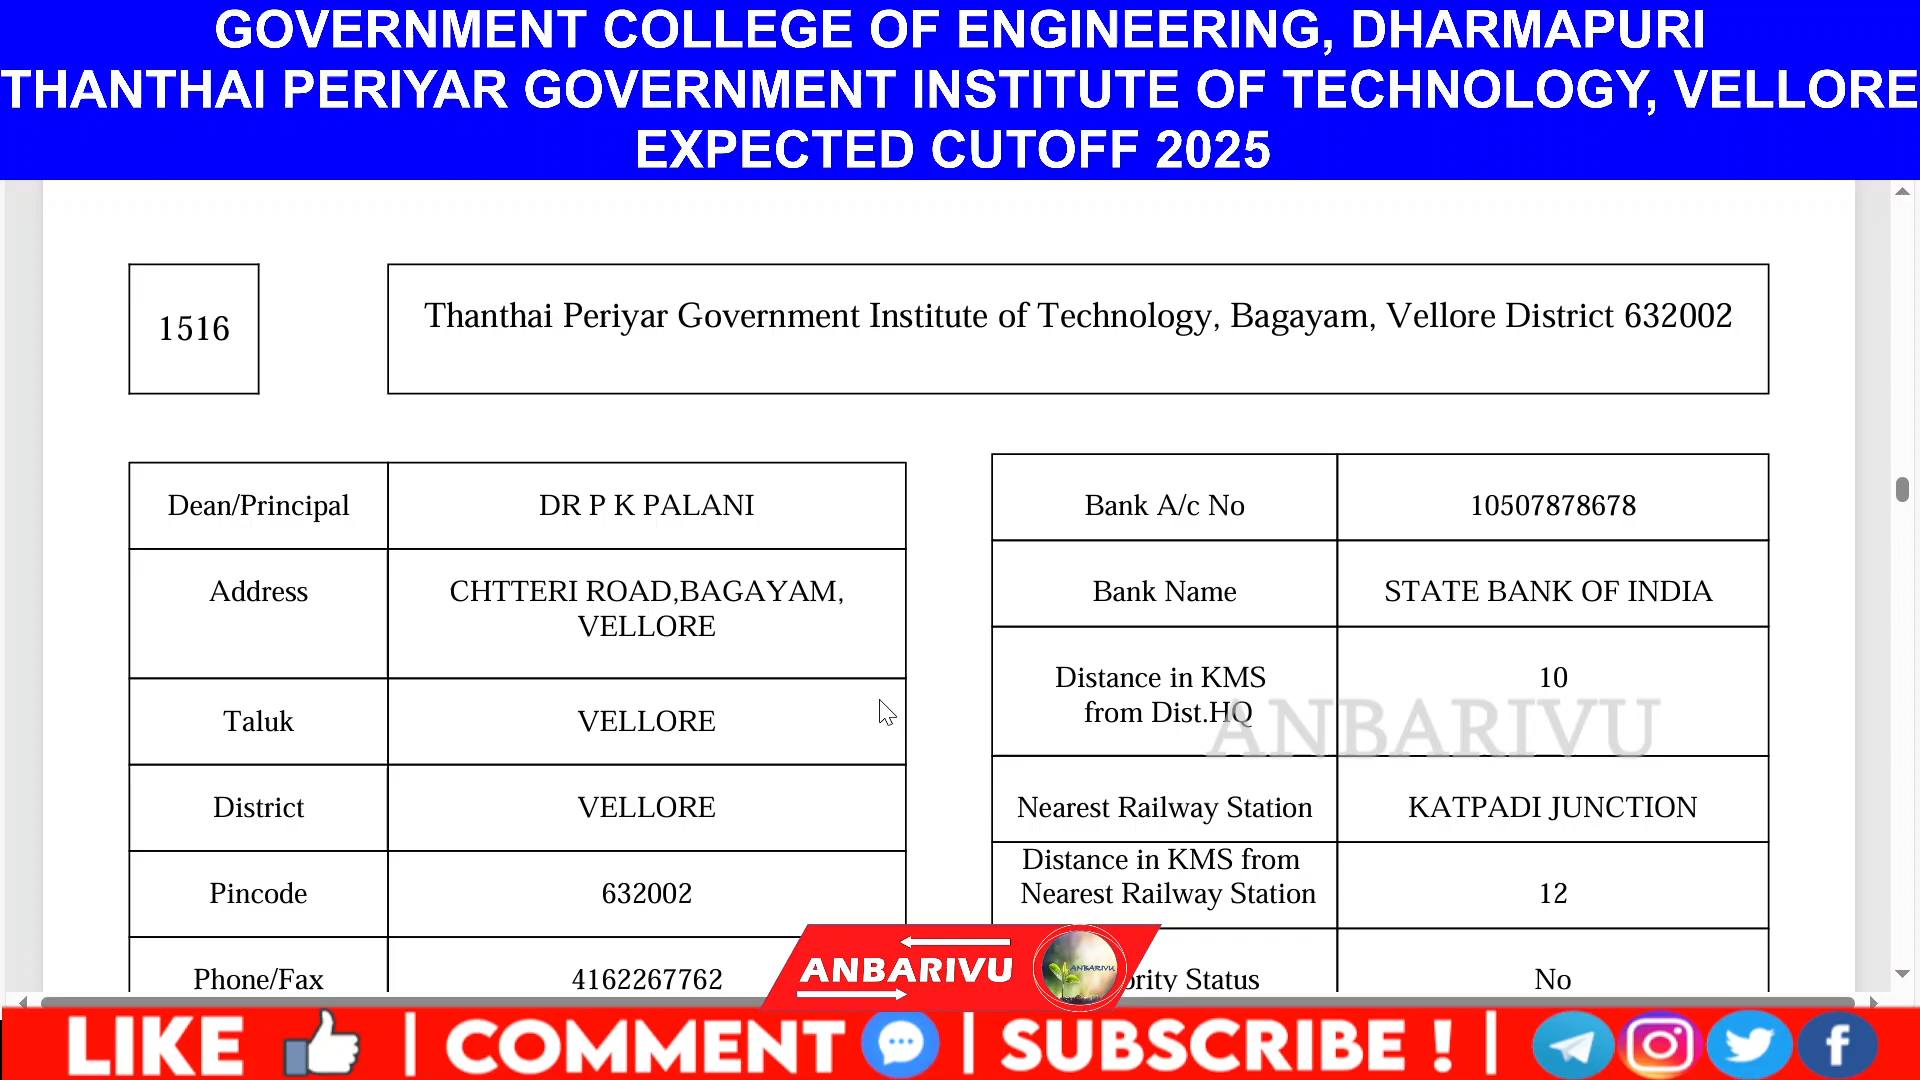 GOVERNMENT COLLEGE OF ENGINEERING, DHARMAPURI
THANTHAI PERIYAR GOVERNMENT INSTITUTE OF TECHNOLOGY, VELLORE
EXPECTED CUTOFF 2025
1516
Thanthai Periyar Government Institute of Technology, Bagayam, Vellore District 632002
Dean/Principal DR P K PALANI
Address CHTTERI ROAD,BAGAYAM,
VELLORE
Taluk VELLORE
District VELLORE
Pincode 632002
Phone/Fax 4162267762
Bank A/c No 10507878678
Bank Name STATE BANK OF INDIA
Distance in KMS
from Dist.HQ 10
Nearest Railway Station KATPADI JUNCTION
Distance in KMS from
Nearest Railway Station 12
Status No
ANBARIVU
ANBARIVU
ANBARIVU
LIKE | COMMENT | SUBSCRIBE ! |